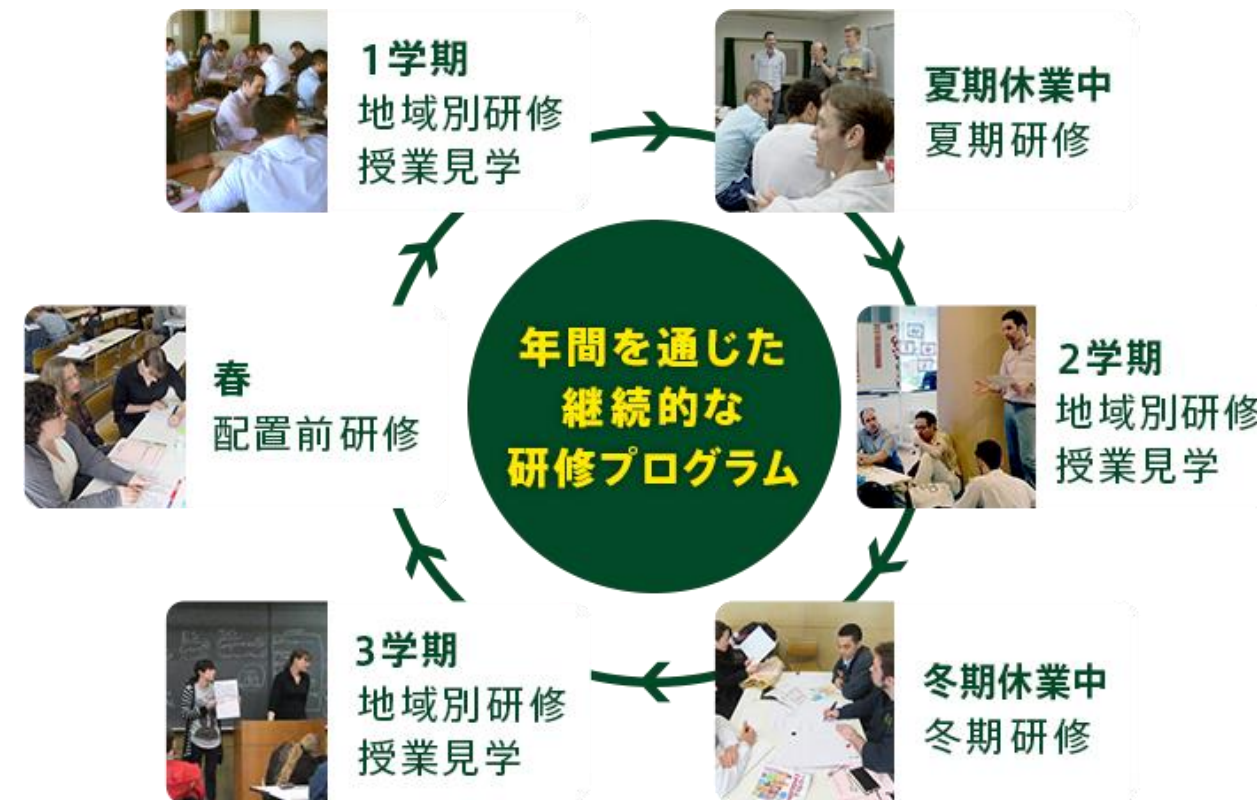 1学期
地域別研修
授業見学
夏期休業中
夏期研修
2学期
地域別研修
授業見学
冬期休業中
冬期研修
3学期
地域別研修
授業見学
春
配置前研修
年間を通じた
継続的な
研修プログラム